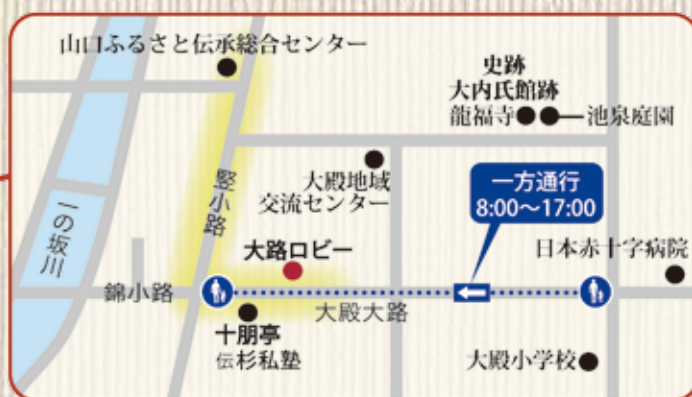 山口ふるさと伝承総合センター
史跡
大内氏館跡
龍福寺
池泉庭園
竪小路
大殿地域
交流センター
一方通行
8:00〜17:00
一の坂川
大路ロビー
日本赤十字病院
錦小路
大殿大路
十朋亭
伝杉私塾
大殿小学校